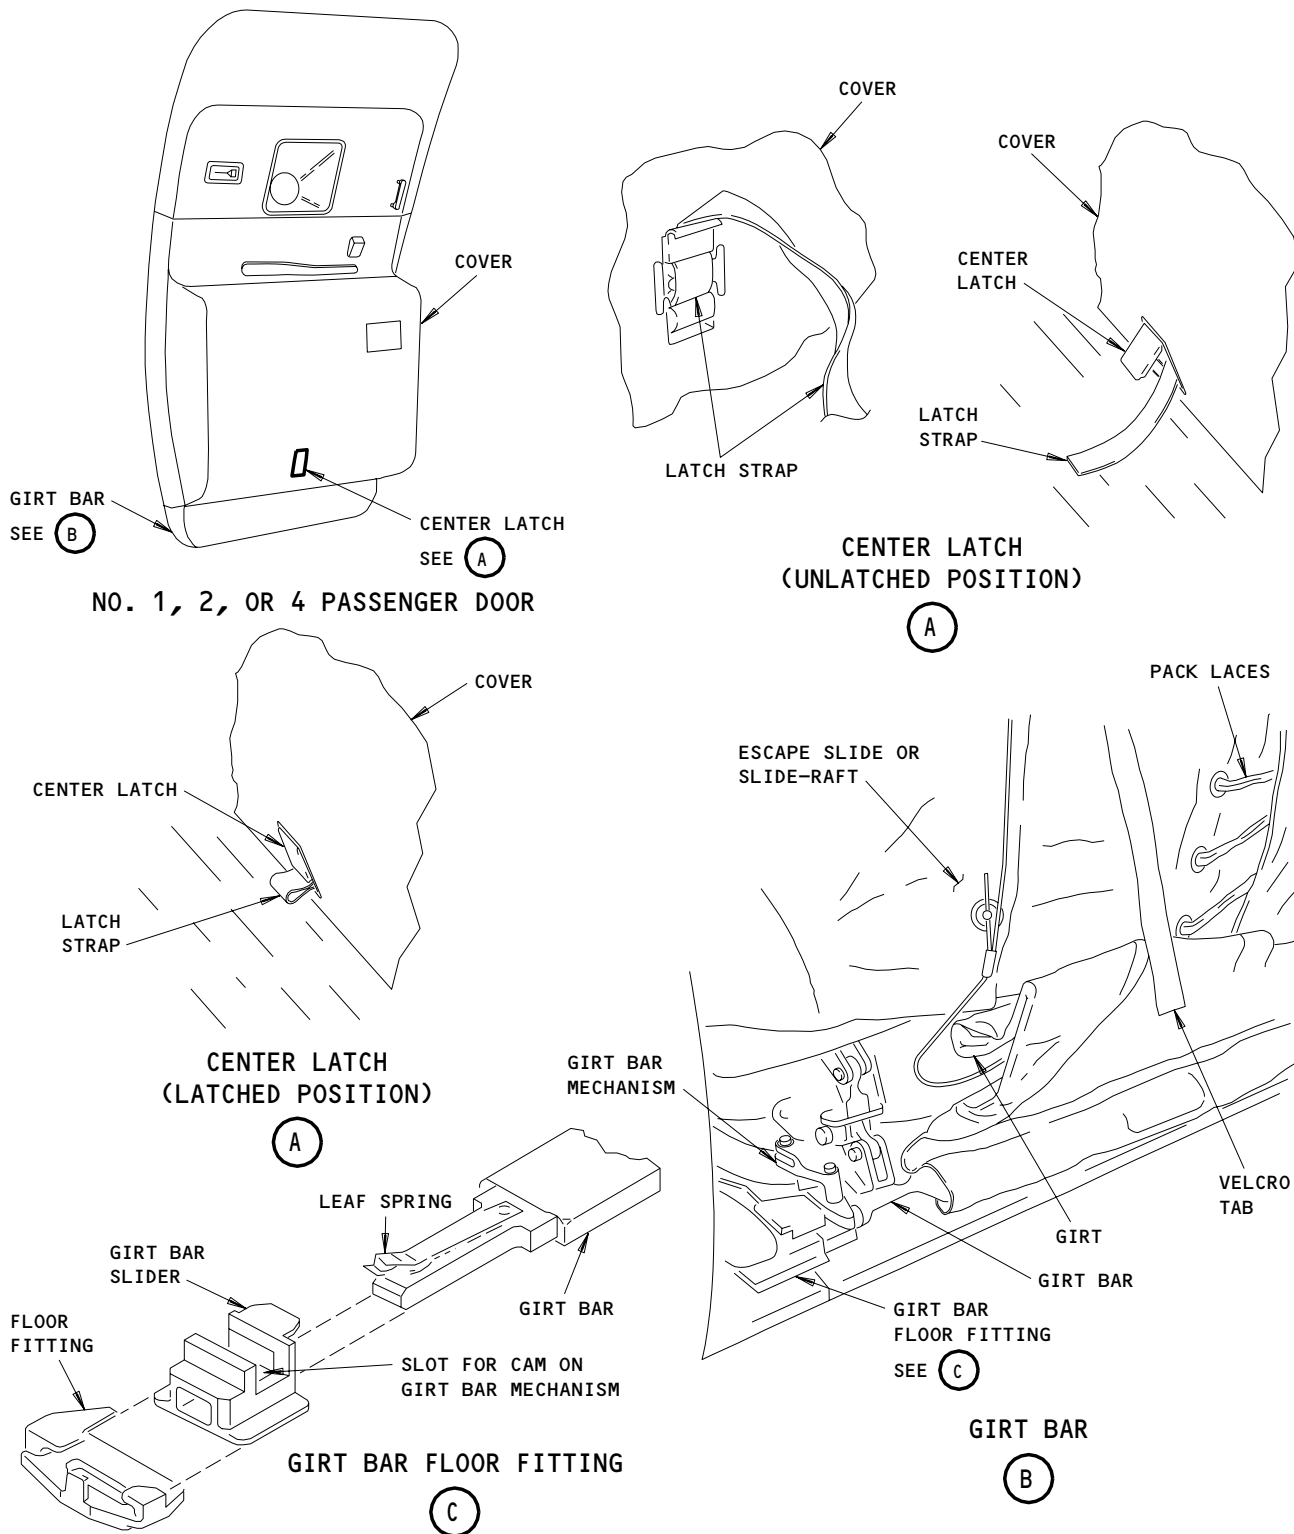 COVER
GIRT BAR
SEE B
CENTER LATCH
SEE A
NO. 1, 2, OR 4 PASSENGER DOOR
COVER
LATCH STRAP
COVER
CENTER
LATCH
LATCH
STRAP
CENTER LATCH
(UNLATCHED POSITION)
A
COVER
CENTER LATCH
LATCH
STRAP
CENTER LATCH
(LATCHED POSITION)
A
PACK LACES
ESCAPE SLIDE OR
SLIDE-RAFT
GIRT BAR
MECHANISM
VELCRO
TAB
GIRT
GIRT BAR
GIRT BAR
FLOOR FITTING
SEE C
GIRT BAR
B
LEAF SPRING
GIRT BAR
SLIDER
GIRT BAR
FLOOR
FITTING
SLOT FOR CAM ON
GIRT BAR MECHANISM
GIRT BAR FLOOR FITTING
C